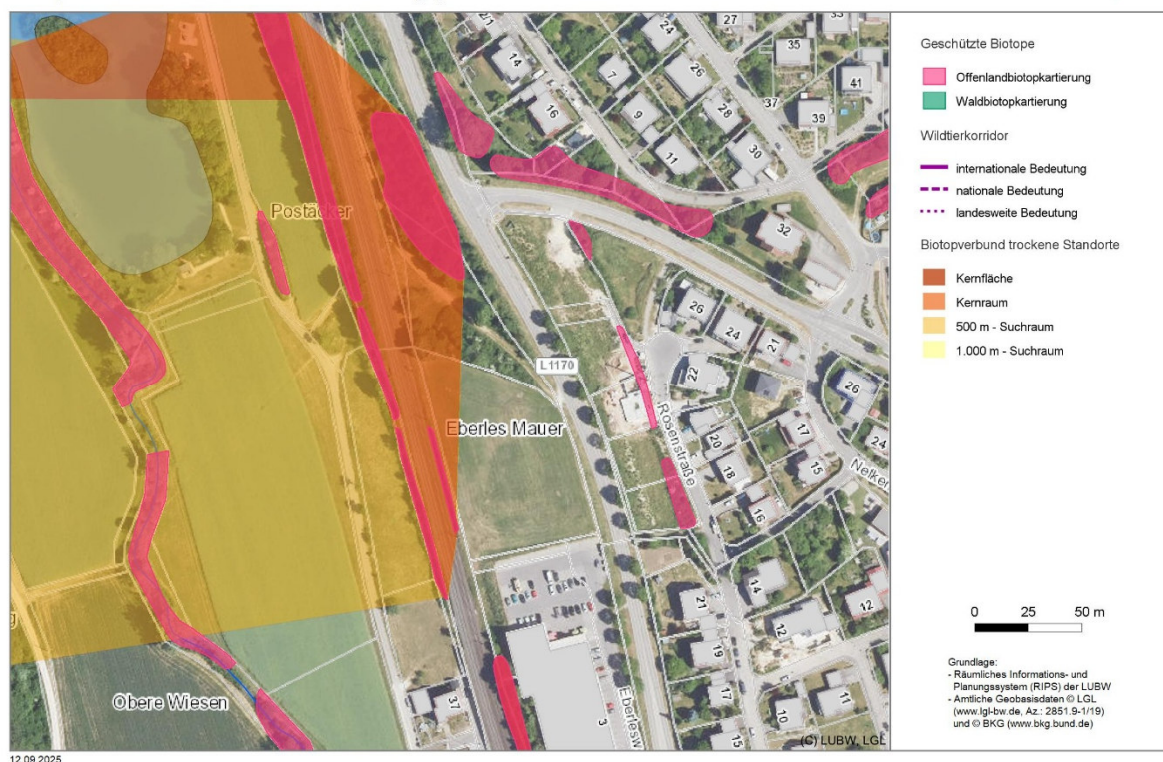 2/1
14
24
27
33
35
16
7
26
41
9
28
37
39
11
30
Postäcker
32
L 1170
26
24
21
22
26
Eberles Mauer
Rosenstraße
20
17
24
18
15
Nelken
16
14
12
21
12
19
37
17
11
Obere Wiesen
3
Eberlesw
10
15
(C) LUBW, LGL
12.09.2025
Geschützte Biotope
Offenlandbiotopkartierung
Waldbiotopkartierung
Wildtierkorridor
internationale Bedeutung
nationale Bedeutung
landesweite Bedeutung
Biotopverbund trockene Standorte
Kernfläche
Kernraum
500 m - Suchraum
1.000 m - Suchraum
0 25 50 m
Grundlage:
- Räumliches Informations- und
Planungssystem (RIPS) der LUBW
- Amtliche Geobasisdaten © LGL
(www.lgl-bw.de, Az.: 2851.9-1/19)
und © BKG (www.bkg.bund.de)